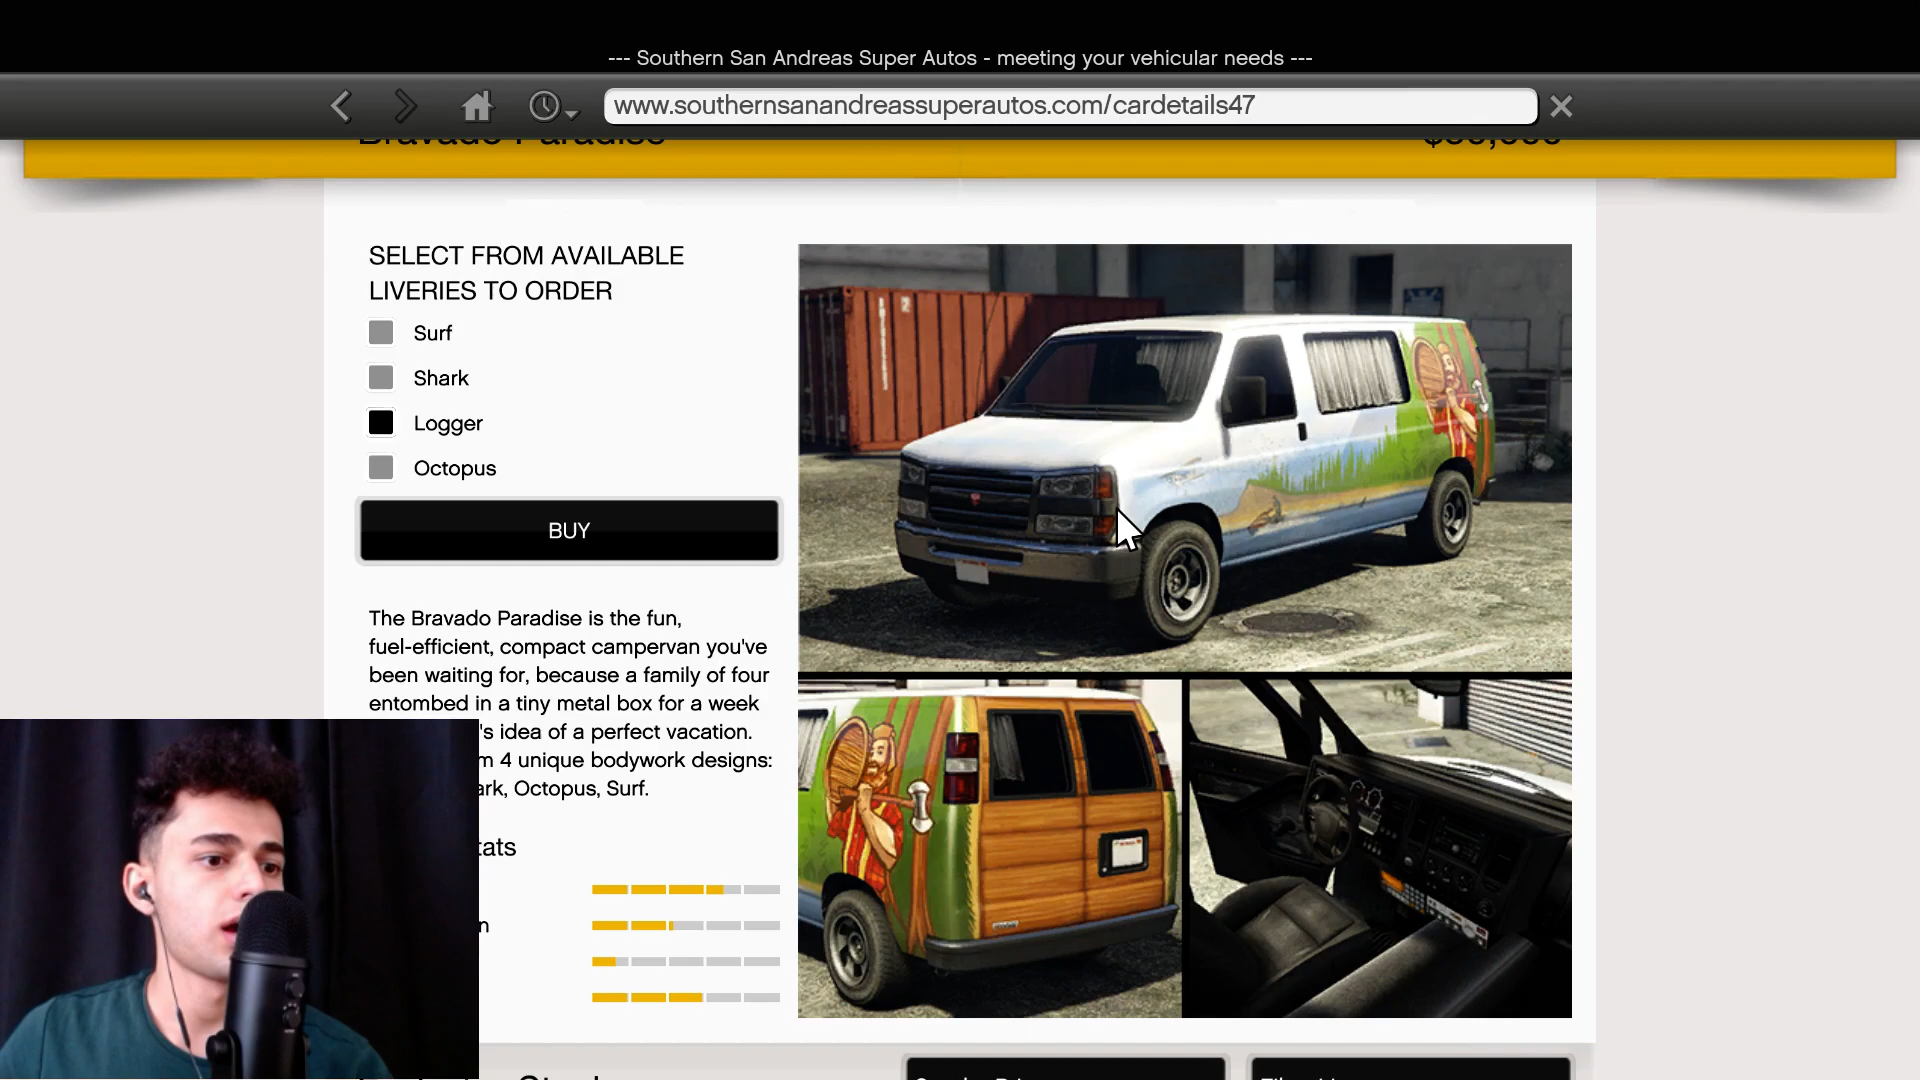 --- Southern San Andreas Super Autos - meeting your vehicular needs ---
www.southernsanandreassuperautos.com/cardetails47
Bravado Paradise
SELECT FROM AVAILABLE
LIVERIES TO ORDER
Surf
Shark
Logger
Octopus
BUY
The Bravado Paradise is the fun,
fuel-efficient, compact campervan you've
been waiting for, because a family of four
entombed in a tiny metal box for a week
's idea of a perfect vacation.
m 4 unique bodywork designs:
ark, Octopus, Surf.
tats
n